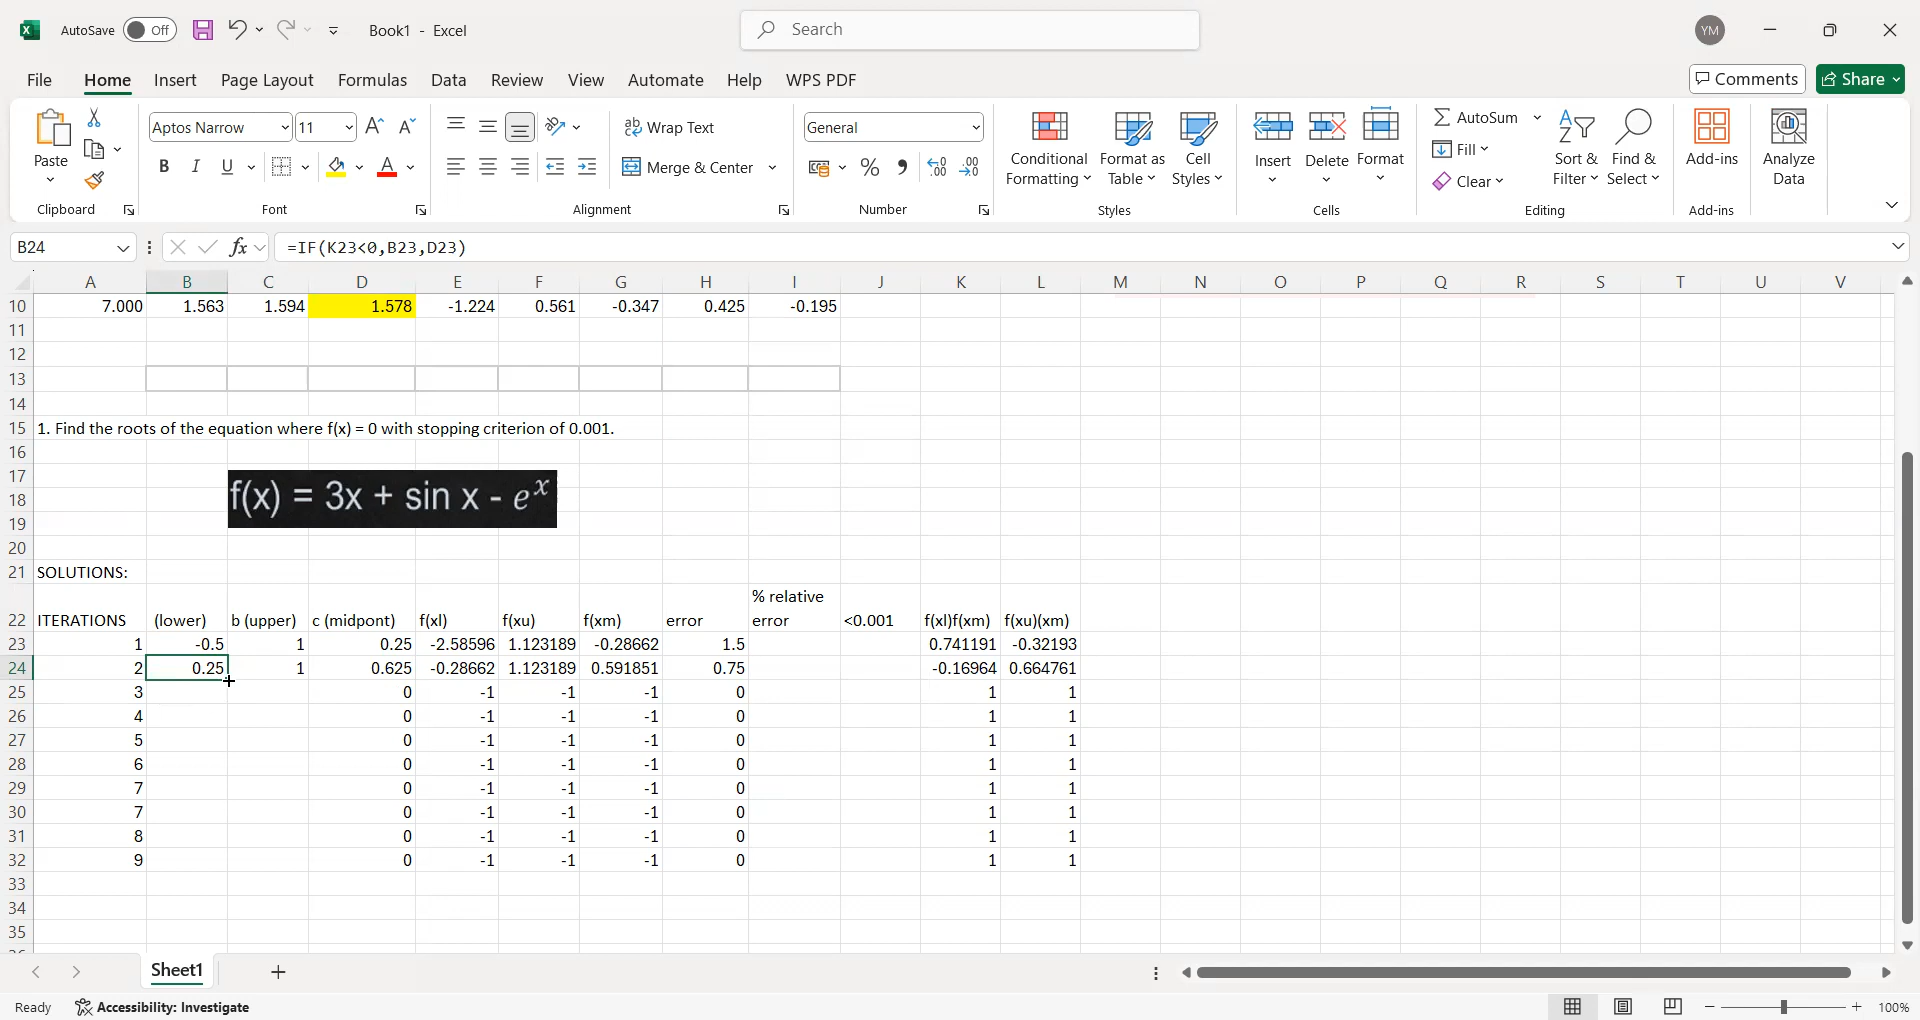 AutoSave Off Book1 - Excel Search YM
File Home Insert Page Layout Formulas Data Review View Automate Help WPS PDF Comments Share
Paste Aptos Narrow 11 Wrap Text General Conditional Formatting Format as Table Cell Styles Insert Delete Format AutoSum Fill Clear Sort & Filter Find & Select Add-ins Analyze Data
B I U A Merge & Center % 9
Clipboard Font Alignment Number Styles Cells Editing Add-ins
B24 fx =IF(K23<0,B23,D23)
A B C D E F G H I J K L M N O P Q R S T U V
10 7.000 1.563 1.594 1.578 -1.224 0.561 -0.347 0.425 -0.195
11
12
13
14
15 1. Find the roots of the equation where f(x) = 0 with stopping criterion of 0.001.
16
17
18 f(x) = 3x + sin x - e^x
19
20
21 SOLUTIONS:
22 ITERATIONS (lower) b (upper) c (midpont) f(xl) f(xu) f(xm) error % relative error <0.001 f(xl)f(xm) f(xu)(xm)
23 1 -0.5 1 0.25 -2.58596 1.123189 -0.28662 1.5 0.741191 -0.32193
24 2 0.25 1 0.625 -0.28662 1.123189 0.591851 0.75 -0.16964 0.664761
25 3 0 -1 -1 -1 0 1 1
26 4 0 -1 -1 -1 0 1 1
27 5 0 -1 -1 -1 0 1 1
28 6 0 -1 -1 -1 0 1 1
29 7 0 -1 -1 -1 0 1 1
30 7 0 -1 -1 -1 0 1 1
31 8 0 -1 -1 -1 0 1 1
32 9 0 -1 -1 -1 0 1 1
33
34
35
Sheet1
Ready Accessibility: Investigate 100%